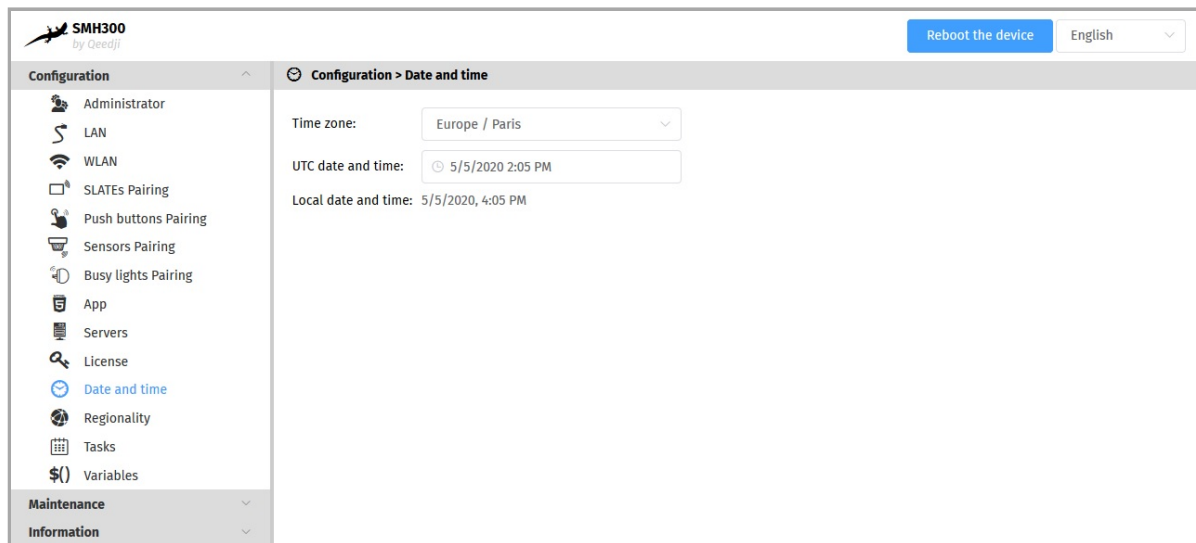 SMH300
by Qeedji
Reboot the device
English
Configuration
Configuration > Date and time
Administrator
LAN
WLAN
SLATEs Pairing
Push buttons Pairing
Sensors Pairing
Busy lights Pairing
App
Servers
License
Date and time
Regionality
Tasks
$() Variables
Maintenance
Information
Time zone: Europe / Paris
UTC date and time: 5/5/2020 2:05 PM
Local date and time: 5/5/2020, 4:05 PM